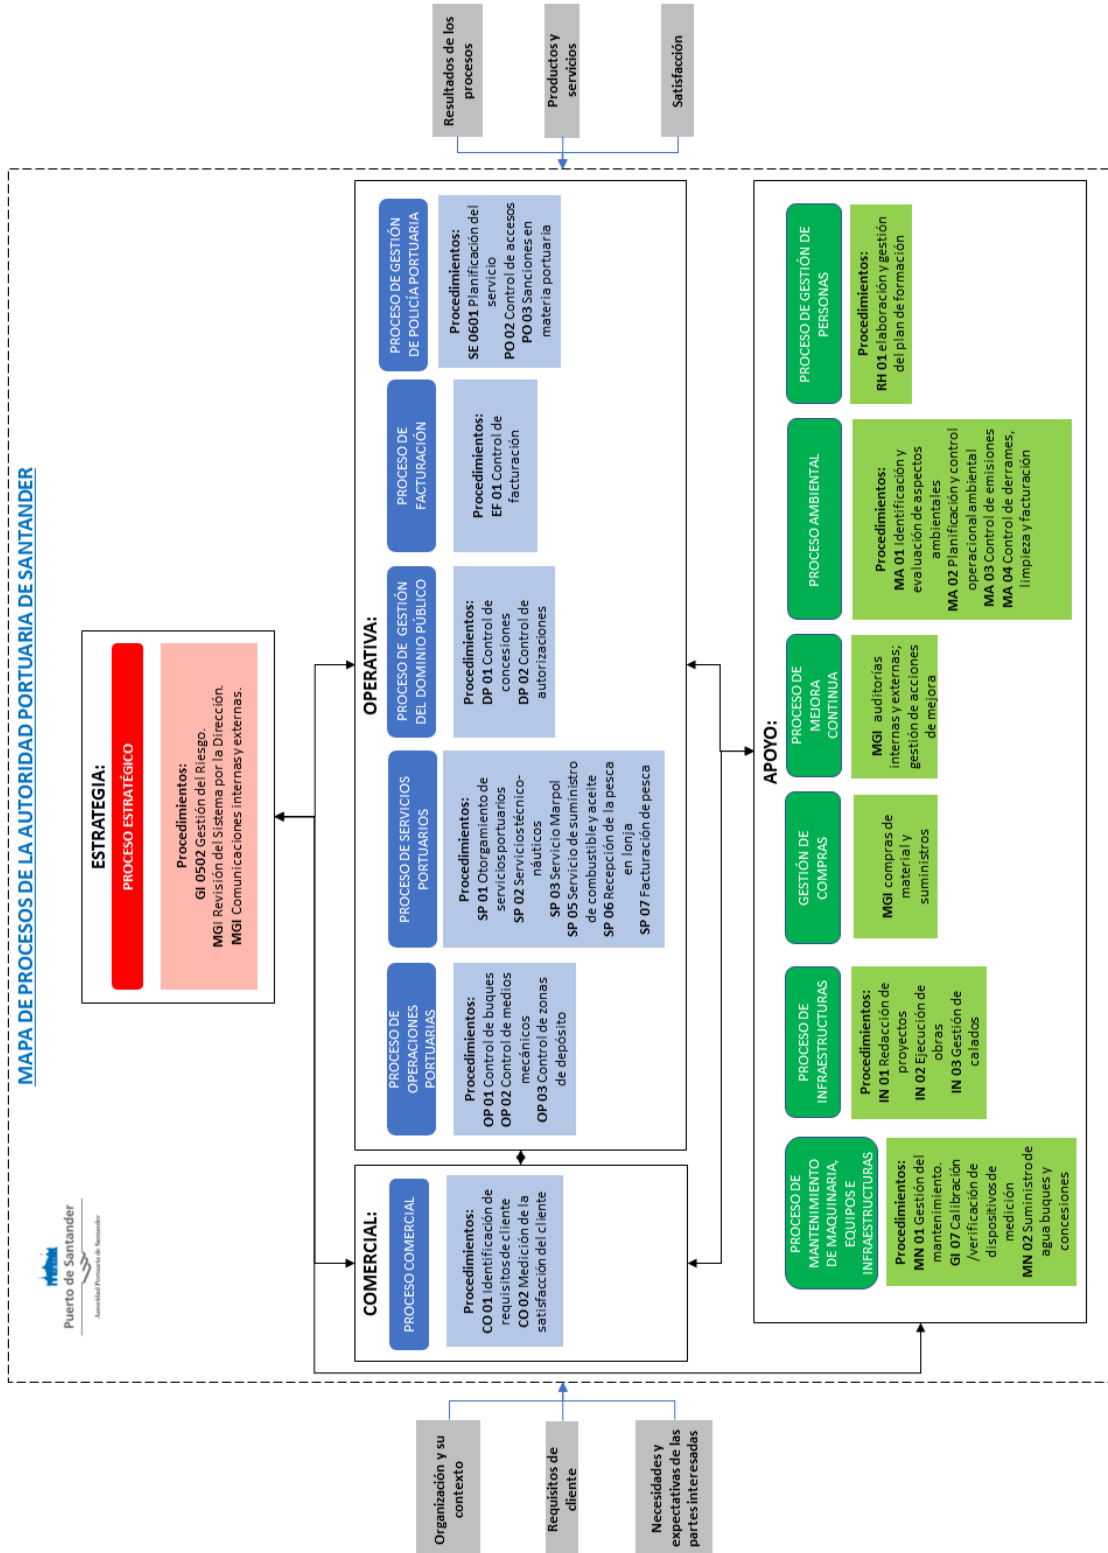 MAPA DE PROCESOS DE LA AUTORIDAD PORTUARIA DE SANTANDER
Puerto de Santander
Autoridad Portuaria de Santander
Organización y su
contexto
Requisitos de
cliente
Necesidades y
expectativas de las
partes interesadas
ESTRATEGIA:
PROCESO ESTRATÉGICO
Procedimientos:
GI 0502 Gestión del Riesgo.
MGI Revisión del Sistema por la Dirección.
MGI Comunicaciones internas y externas.
COMERCIAL:
PROCESO COMERCIAL
Procedimientos:
CO 01 Identificación de
requisitos de cliente
CO 02 Medición de la
satisfacción del cliente
OPERATIVA:
PROCESO DE
OPERACIONES
PORTUARIAS
Procedimientos:
OP 01 Control de buques
OP 02 Control de medios
mecánicos
OP 03 Control de zonas
de depósito
PROCESO DE SERVICIOS
PORTUARIOS
Procedimientos:
SP 01 Otorgamiento de
servicios portuarios
SP 02 Servicios técnico-
náuticos
SP 03 Servicio Marpol
SP 05 Servicio de suministro
de combustible y aceite
SP 06 Recepción de la pesca
en lonja
SP 07 Facturación de pesca
PROCESO DE GESTIÓN
DEL DOMINIO PÚBLICO
Procedimientos:
DP 01 Control de
concesiones
DP 02 Control de
autorizaciones
PROCESO DE
FACTURACIÓN
Procedimientos:
EF 01 Control de
facturación
PROCESO DE GESTIÓN
DE POLICÍA PORTUARIA
Procedimientos:
SE 0601 Planificación del
servicio
PO 02 Control de accesos
PO 03 Sanciones en
materia portuaria
APOYO:
PROCESO DE
MANTENIMIENTO
DE MAQUINARIA,
EQUIPOS E
INFRAESTRUCTURAS
Procedimientos:
MN 01 Gestión del
mantenimiento.
GI 07 Calibración
/verificación de
dispositivos de
medición
MN 02 Suministro de
agua buques y
concesiones
PROCESO DE
INFRAESTRUCTURAS
Procedimientos:
IN 01 Redacción de
proyectos
IN 02 Ejecución de
obras
IN 03 Gestión de
calados
GESTIÓN DE
COMPRAS
MGI compras de
material y
suministros
PROCESO DE
MEJORA
CONTINUA
MGI auditorías
internas y externas;
gestión de acciones
de mejora
PROCESO AMBIENTAL
Procedimientos:
MA 01 Identificación y
evaluación de aspectos
ambientales
MA 02 Planificación y control
operacional ambiental
MA 03 Control de emisiones
MA 04 Control de derrames,
limpieza y facturación
PROCESO DE GESTIÓN DE
PERSONAS
Procedimientos:
RH 01 elaboración y gestión
del plan de formación
Resultados de los
procesos
Productos y
servicios
Satisfacción